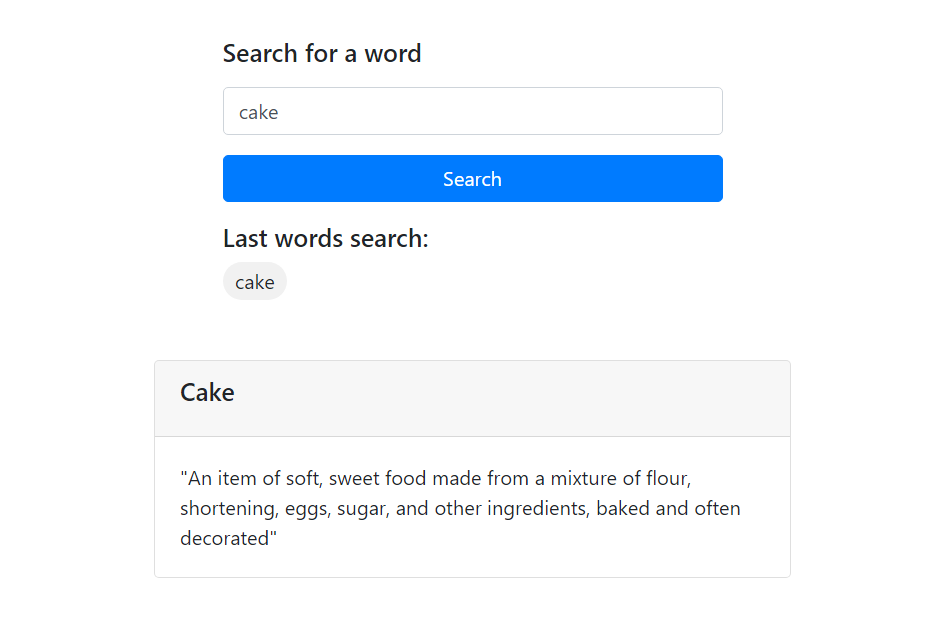 Search for a word
cake
Search
Last words search:
cake
Cake
"An item of soft, sweet food made from a mixture of flour,
shortening, eggs, sugar, and other ingredients, baked and often
decorated"